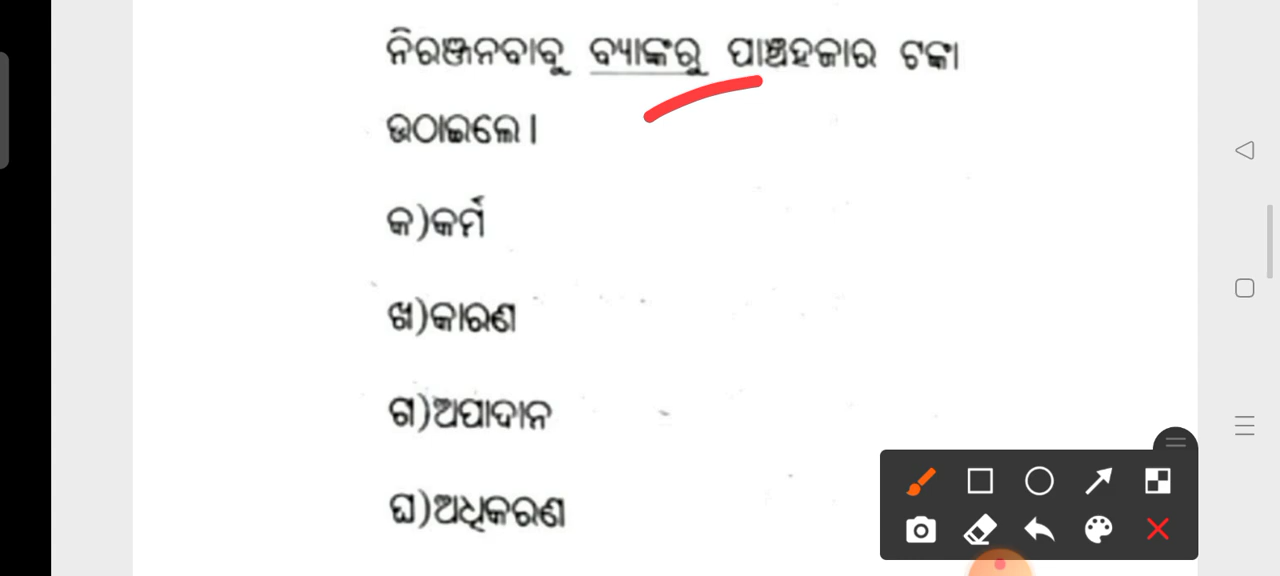 ନିରଞ୍ଜନବାବୁ ବ୍ୟାଙ୍କରୁ ପାଞ୍ଚହଜାର ଟଙ୍କା
ଉଠାଇଲେ।
କ)କର୍ମ
ଖ)କାରଣ
ଗ)ଅପାଦାନ
ଘ)ଅଧିକରଣ